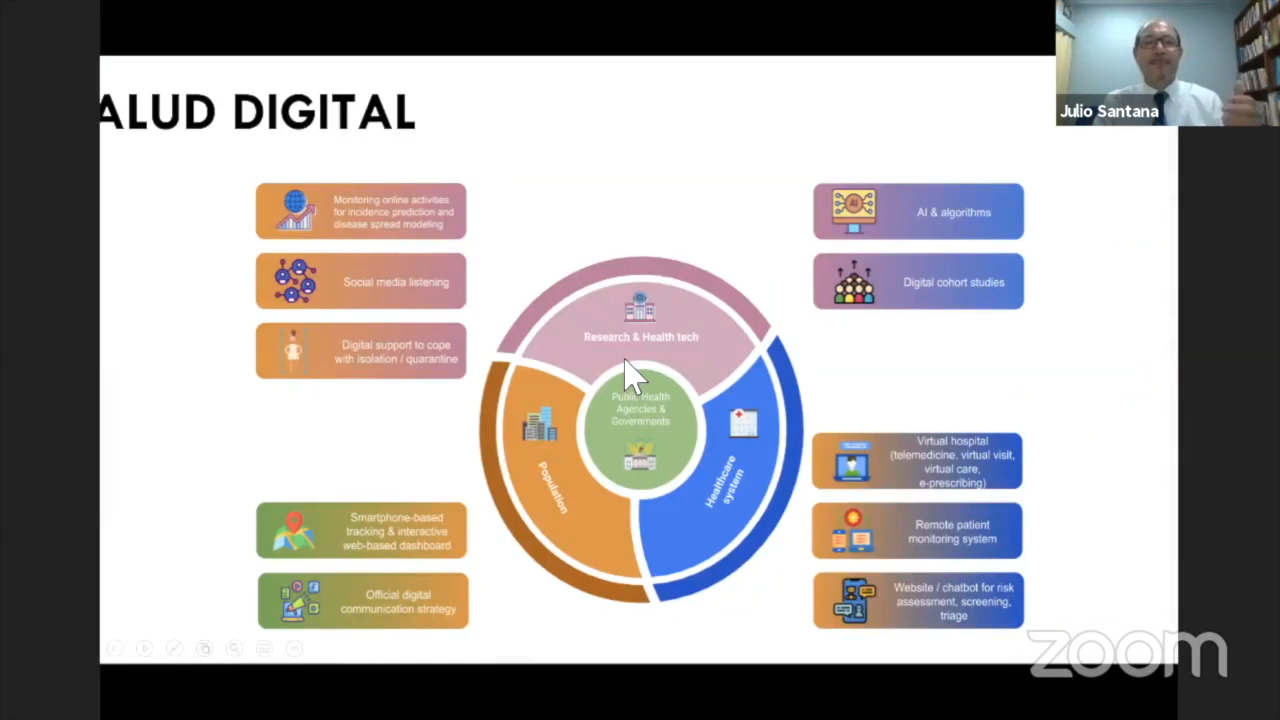 ALUD DIGITAL
Julio Santana
Monitoring online activities
for incidence prediction and
disease spread modeling
Social media listening
Digital support to cope
with isolation / quarantine
AI
AI & algorithms
Digital cohort studies
Research & Health tech
Public Health
Agencies &
Governments
Population
Healthcare
system
Smartphone-based
tracking & interactive
web-based dashboard
Official digital
communication strategy
Virtual hospital
(telemedicine, virtual visit,
virtual care,
e-prescribing)
Remote patient
monitoring system
Website / chatbot for risk
assessment, screening,
triage
zoom